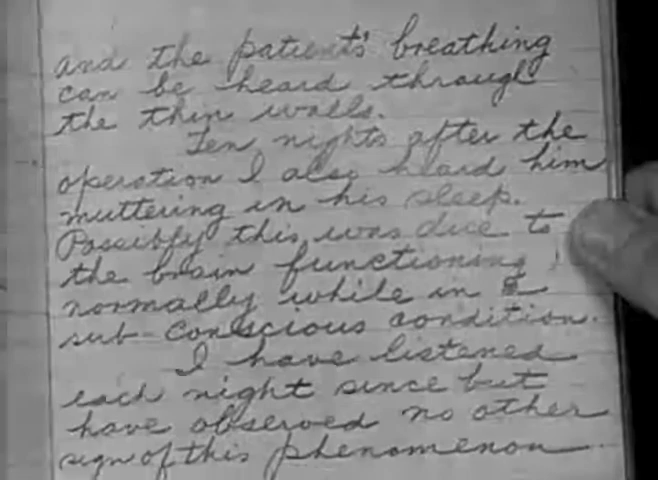 and the patient's breathing
can be heard through
the thin walls.
Ten nights after the
operation I also heard him
muttering in his sleep.
Possibly this was due to
the brain functioning
normally while in a
sub-conscious condition.
I have listened
each night since but
have observed no other
sign of this phenomenon